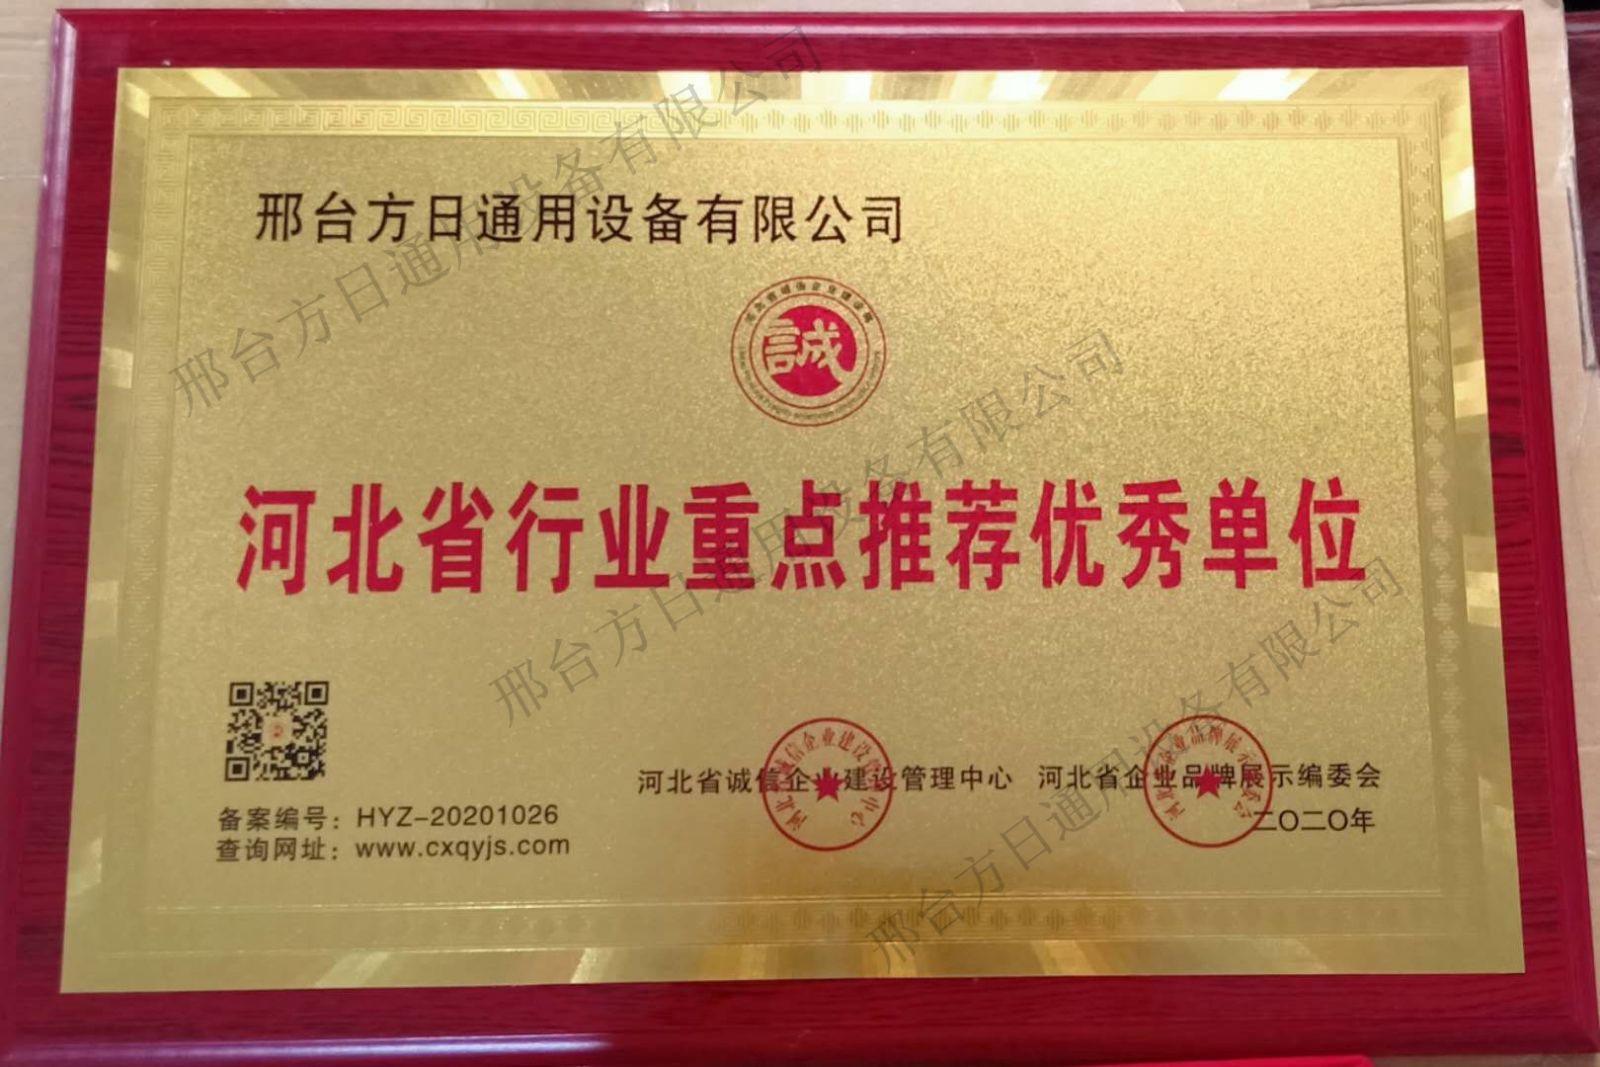 邢台方日通用设备有限公司
誠
河北省行业重点推荐优秀单位
备案编号：HYZ-20201026
查询网址：www.cxqyjs.com
河北省诚信企业建设管理中心 河北省企业品牌展示编委会
二〇二〇年
邢台方日通用设备有限公司
邢台方日通用设备有限公司
邢台方日通用设备有限公司